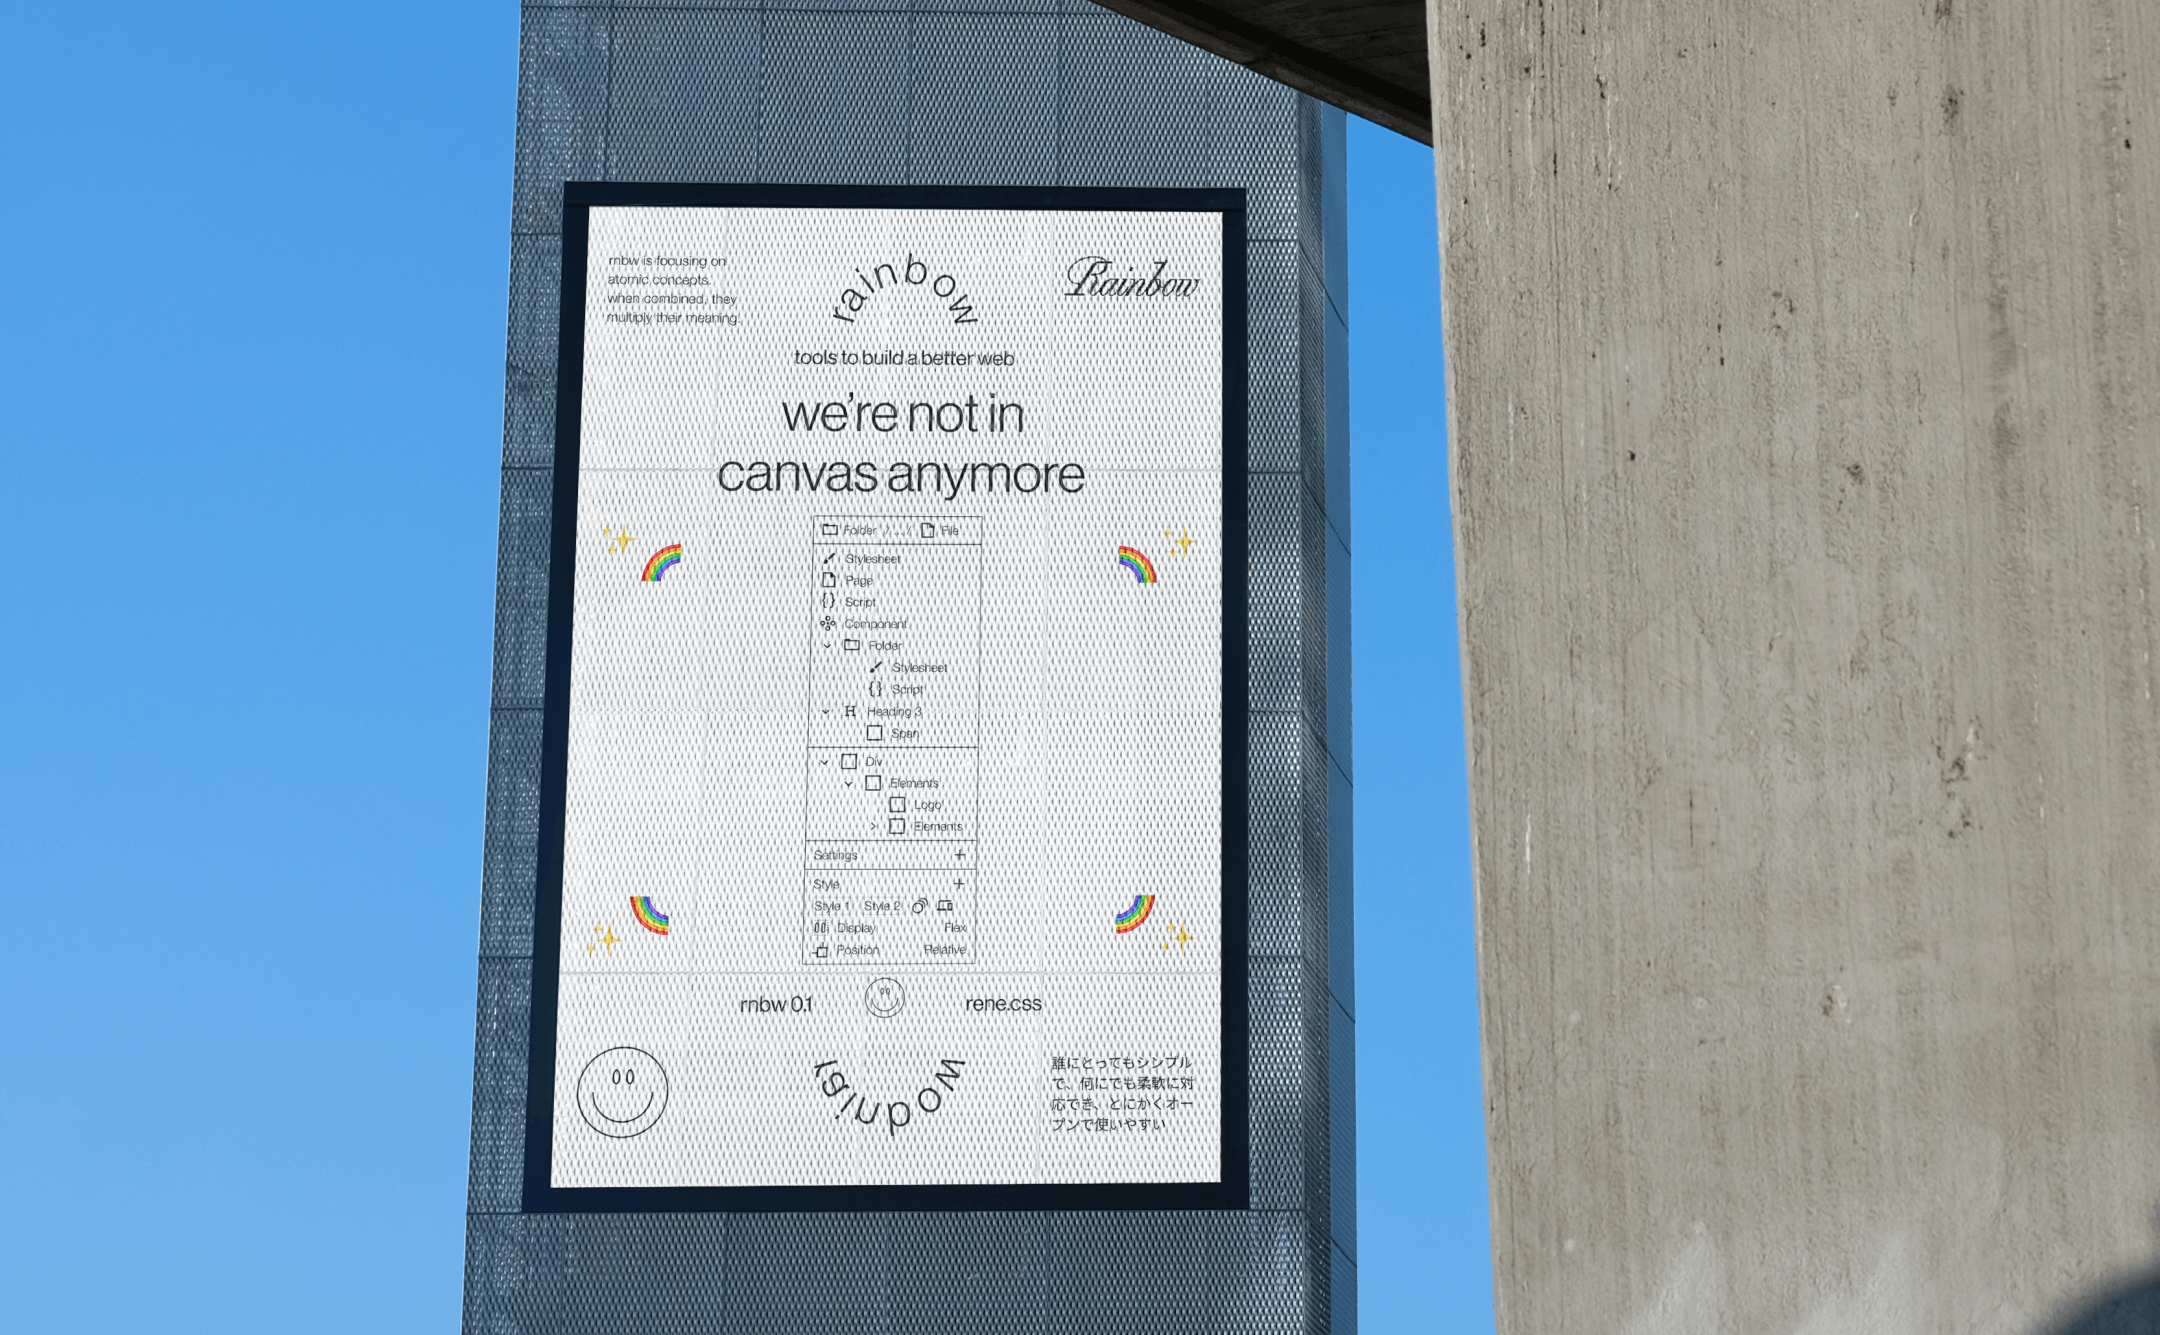 rnbw is focusing on
atomic concepts.
when combined, they
multiply their meaning.
rainbow
Rainbow
tools to build a better web
we're not in
canvas anymore
Folder / ... / File
Stylesheet
Page
{} Script
Component
Folder
Stylesheet
{} Script
H Heading 3
Span
Div
Elements
Logo
Elements
Settings +
Style +
Style 1 Style 2
Display Flex
Position Relative
rnbw 0.1
rene.css
rainbow
誰にとってもシンプル
で、何にでも柔軟に対
応でき、とにかくオー
プンで使いやすい